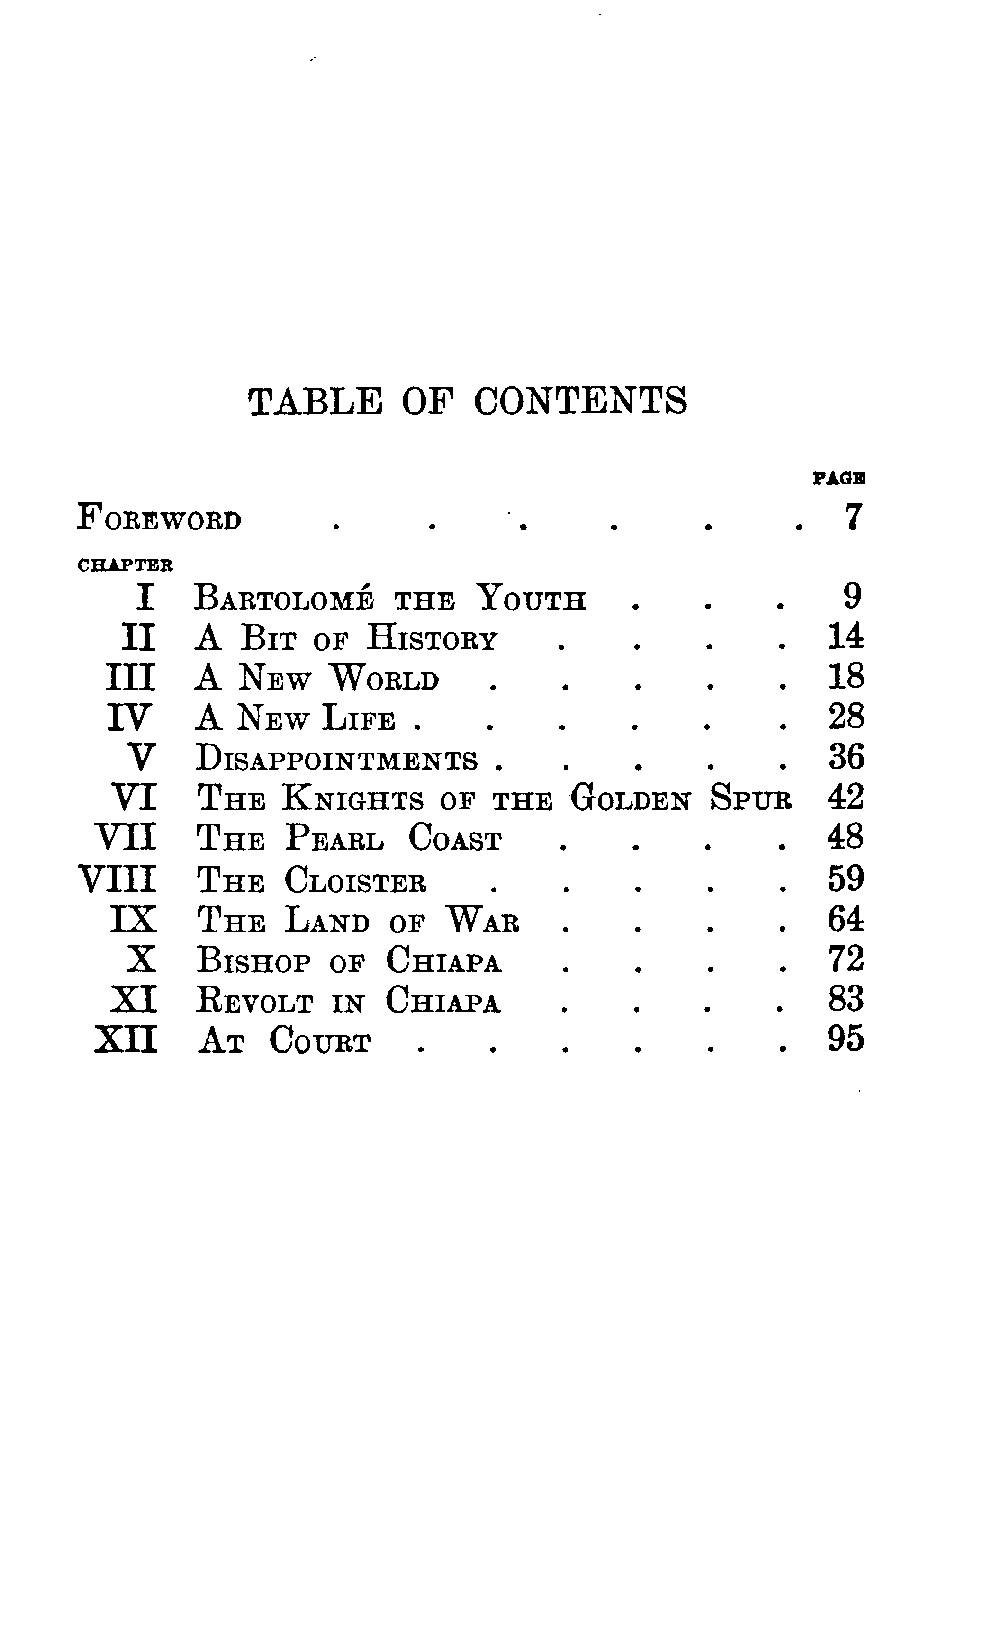 TABLE OF CONTENTS
PAGE
FOREWORD . . . . . . 7
CHAPTER
I BARTOLOMÉ THE YOUTH . . . 9
II A BIT OF HISTORY . . . . 14
III A NEW WORLD . . . . . 18
IV A NEW LIFE . . . . . . 28
V DISAPPOINTMENTS . . . . . 36
VI THE KNIGHTS OF THE GOLDEN SPUR 42
VII THE PEARL COAST . . . . 48
VIII THE CLOISTER . . . . . 59
IX THE LAND OF WAR . . . . 64
X BISHOP OF CHIAPA . . . . 72
XI REVOLT IN CHIAPA . . . . 83
XII AT COURT . . . . . . 95